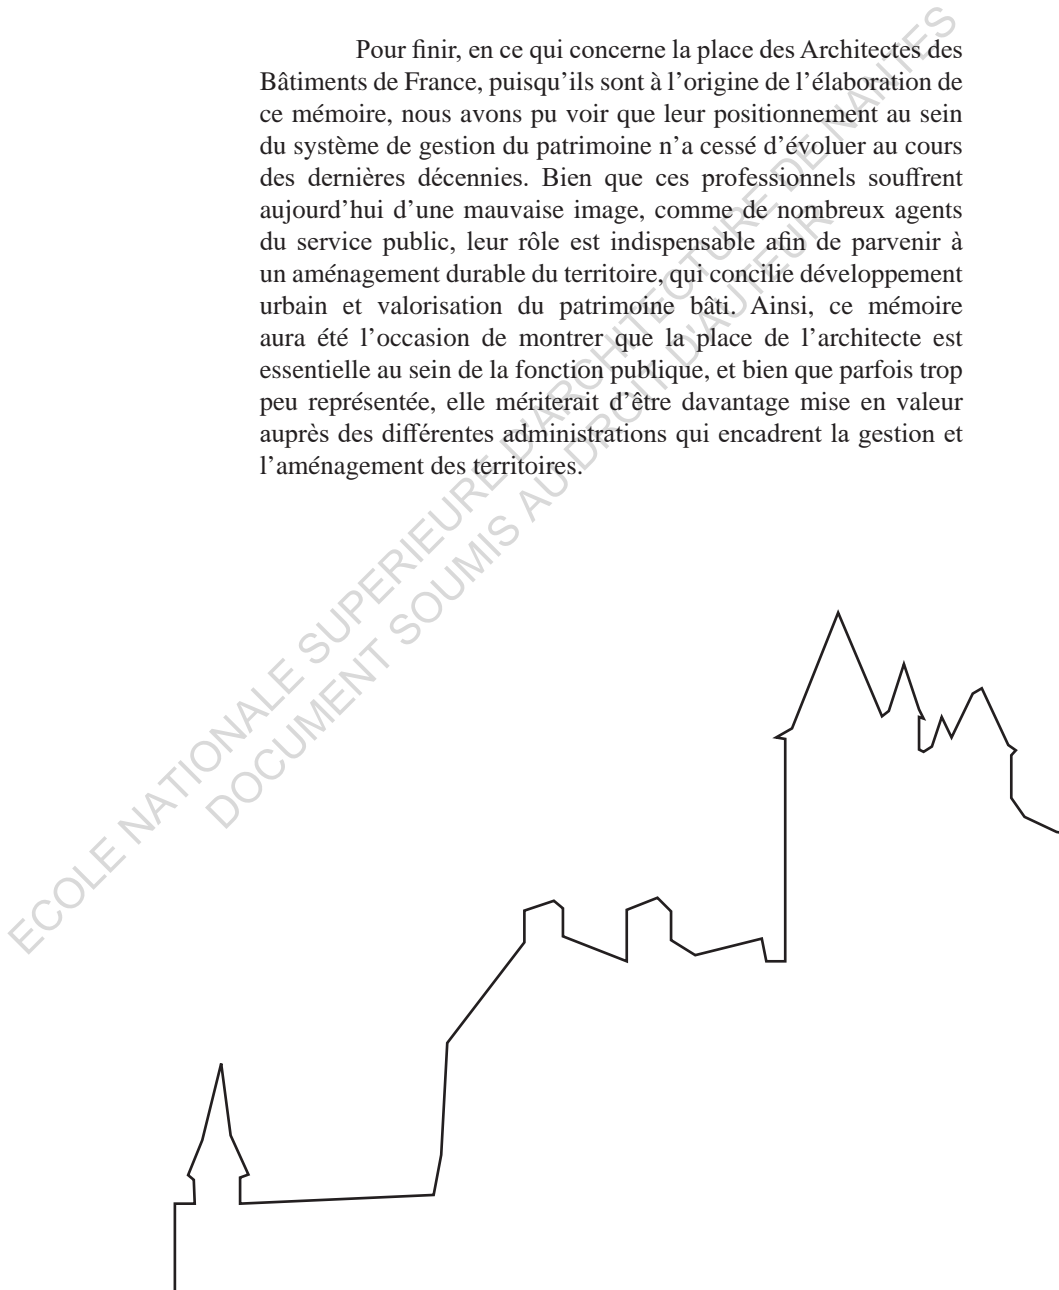 Pour finir, en ce qui concerne la place des Architectes des
Bâtiments de France, puisqu’ils sont à l’origine de l’élaboration de
ce mémoire, nous avons pu voir que leur positionnement au sein
du système de gestion du patrimoine n’a cessé d’évoluer au cours
des dernières décennies. Bien que ces professionnels souffrent
aujourd’hui d’une mauvaise image, comme de nombreux agents
du service public, leur rôle est indispensable afin de parvenir à
un aménagement durable du territoire, qui concilie développement
urbain et valorisation du patrimoine bâti. Ainsi, ce mémoire
aura été l’occasion de montrer que la place de l’architecte est
essentielle au sein de la fonction publique, et bien que parfois trop
peu représentée, elle mériterait d’être davantage mise en valeur
auprès des différentes administrations qui encadrent la gestion et
l’aménagement des territoires.
ECOLE NATIONALE SUPERIEURE D'ARCHITECTURE DE NANTES
DOCUMENT SOUMIS AU DROIT D'AUTEUR